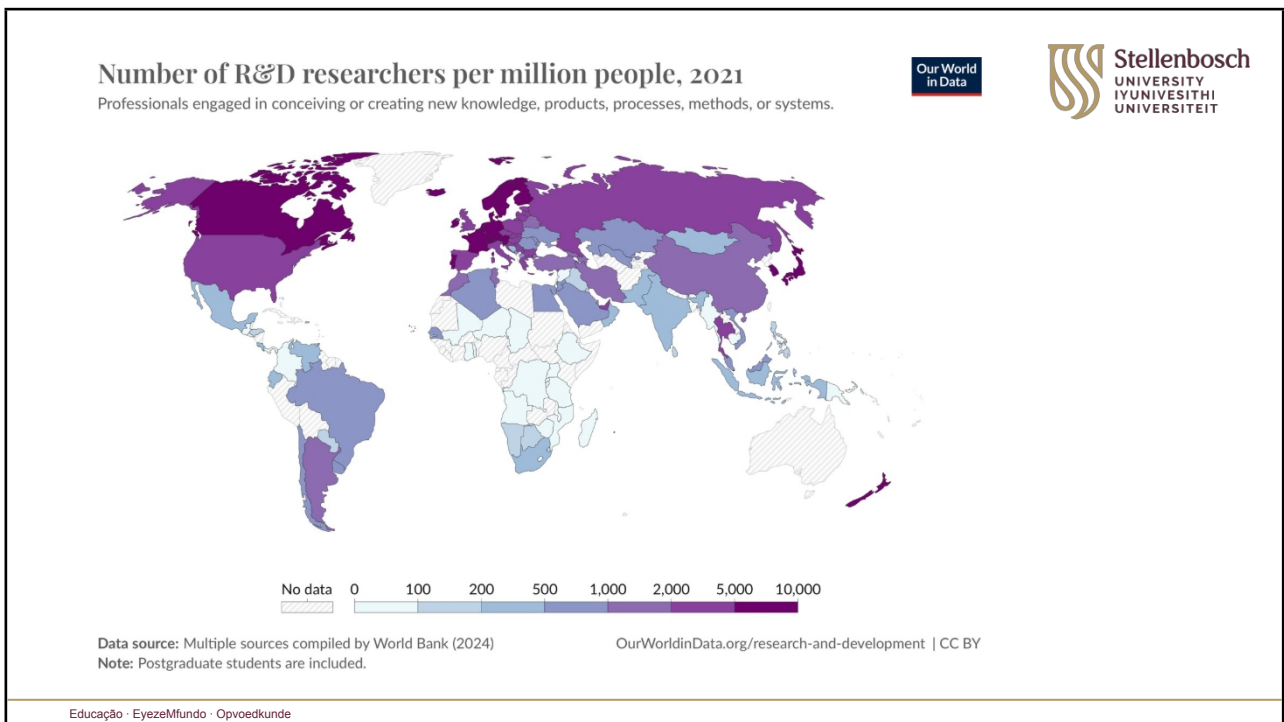 Number of R&D researchers per million people, 2021
Professionals engaged in conceiving or creating new knowledge, products, processes, methods, or systems.
Our World
in Data
Stellenbosch
UNIVERSITY
IYUNIVESITHI
UNIVERSITEIT
No data 0 100 200 500 1,000 2,000 5,000 10,000
Data source: Multiple sources compiled by World Bank (2024) OurWorldinData.org/research-and-development | CC BY
Note: Postgraduate students are included.
Educação · EyezeMfundo · Opvoedkunde